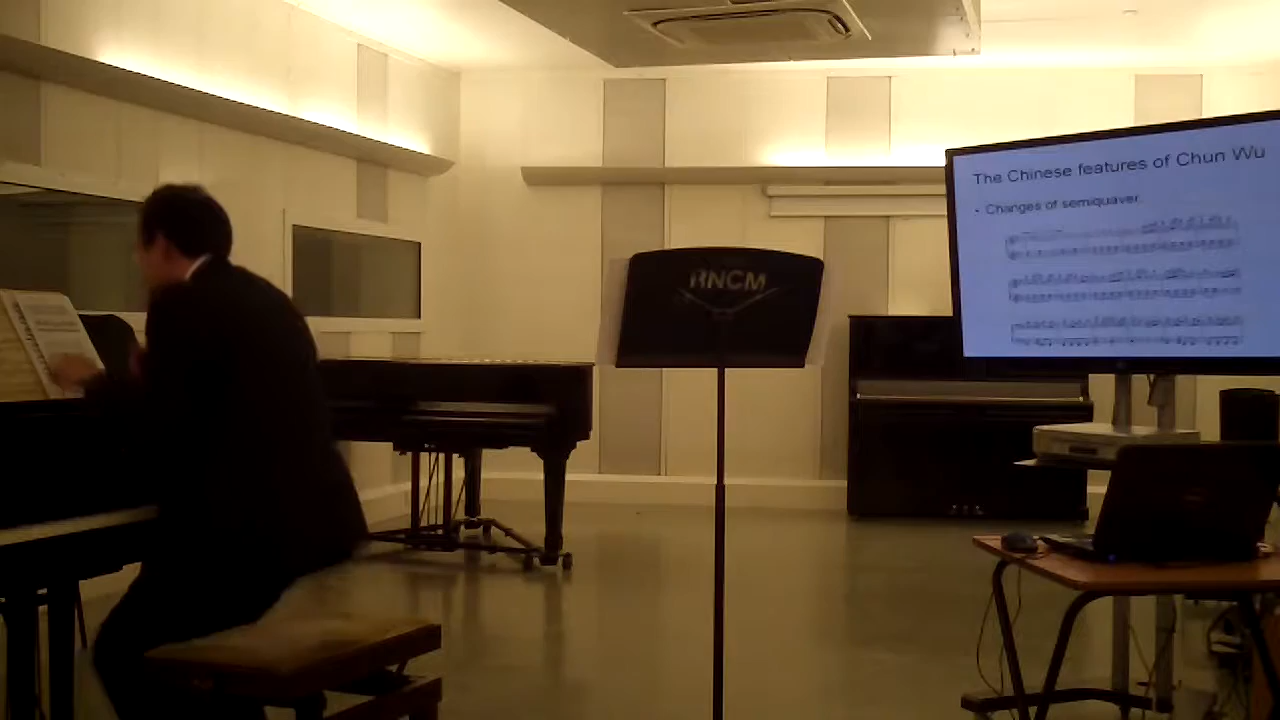 RNCM
The Chinese features of Chun Wu
• Changes of semiquaver